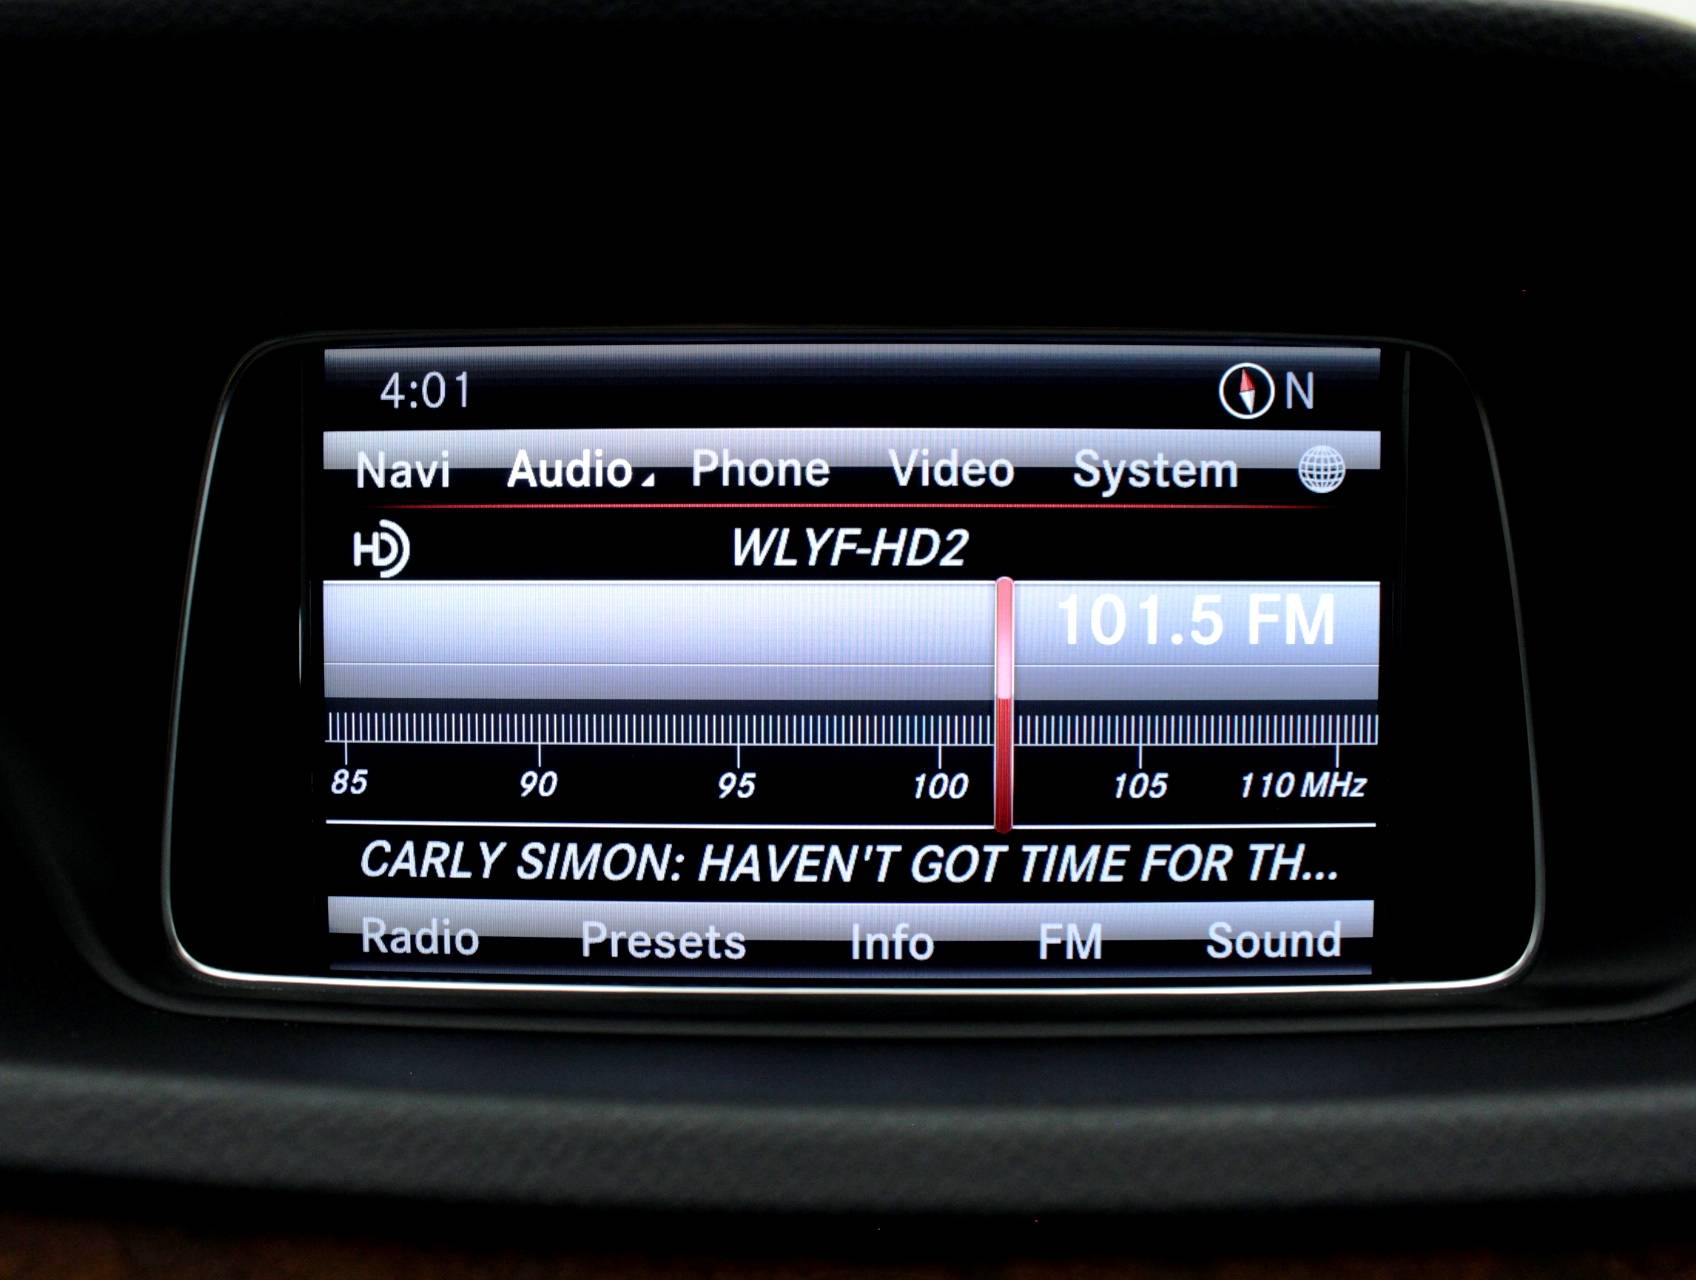 4:01 N
Navi Audio Phone Video System
HD WLYF-HD2
101.5 FM
85 90 95 100 105 110 MHz
CARLY SIMON: HAVEN'T GOT TIME FOR TH...
Radio Presets Info FM Sound